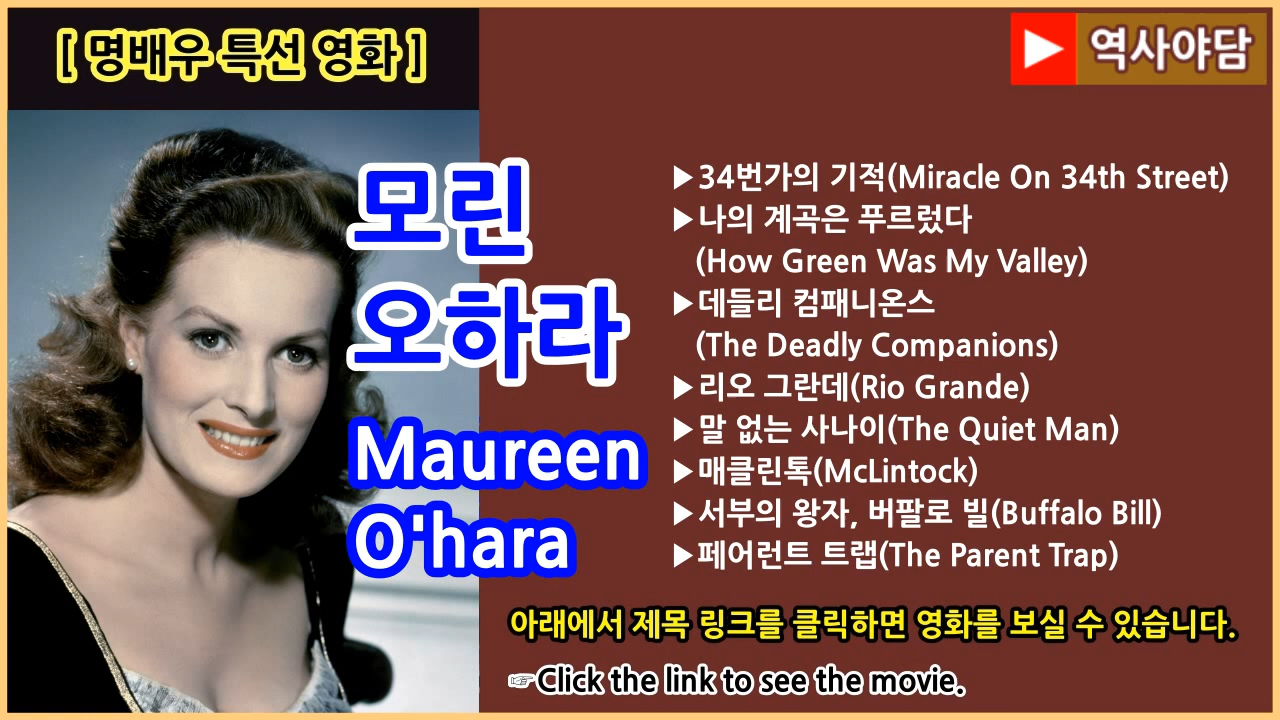 [ 명배우 특선 영화 ]
역사야담
모린
오하라
Maureen
O'hara
▶34번가의 기적(Miracle On 34th Street)
▶나의 계곡은 푸르렀다
(How Green Was My Valley)
▶데들리 컴패니온스
(The Deadly Companions)
▶리오 그란데(Rio Grande)
▶말 없는 사나이(The Quiet Man)
▶매클린톡(McLintock)
▶서부의 왕자, 버팔로 빌(Buffalo Bill)
▶페어런트 트랩(The Parent Trap)
아래에서 제목 링크를 클릭하면 영화를 보실 수 있습니다.
☞Click the link to see the movie.